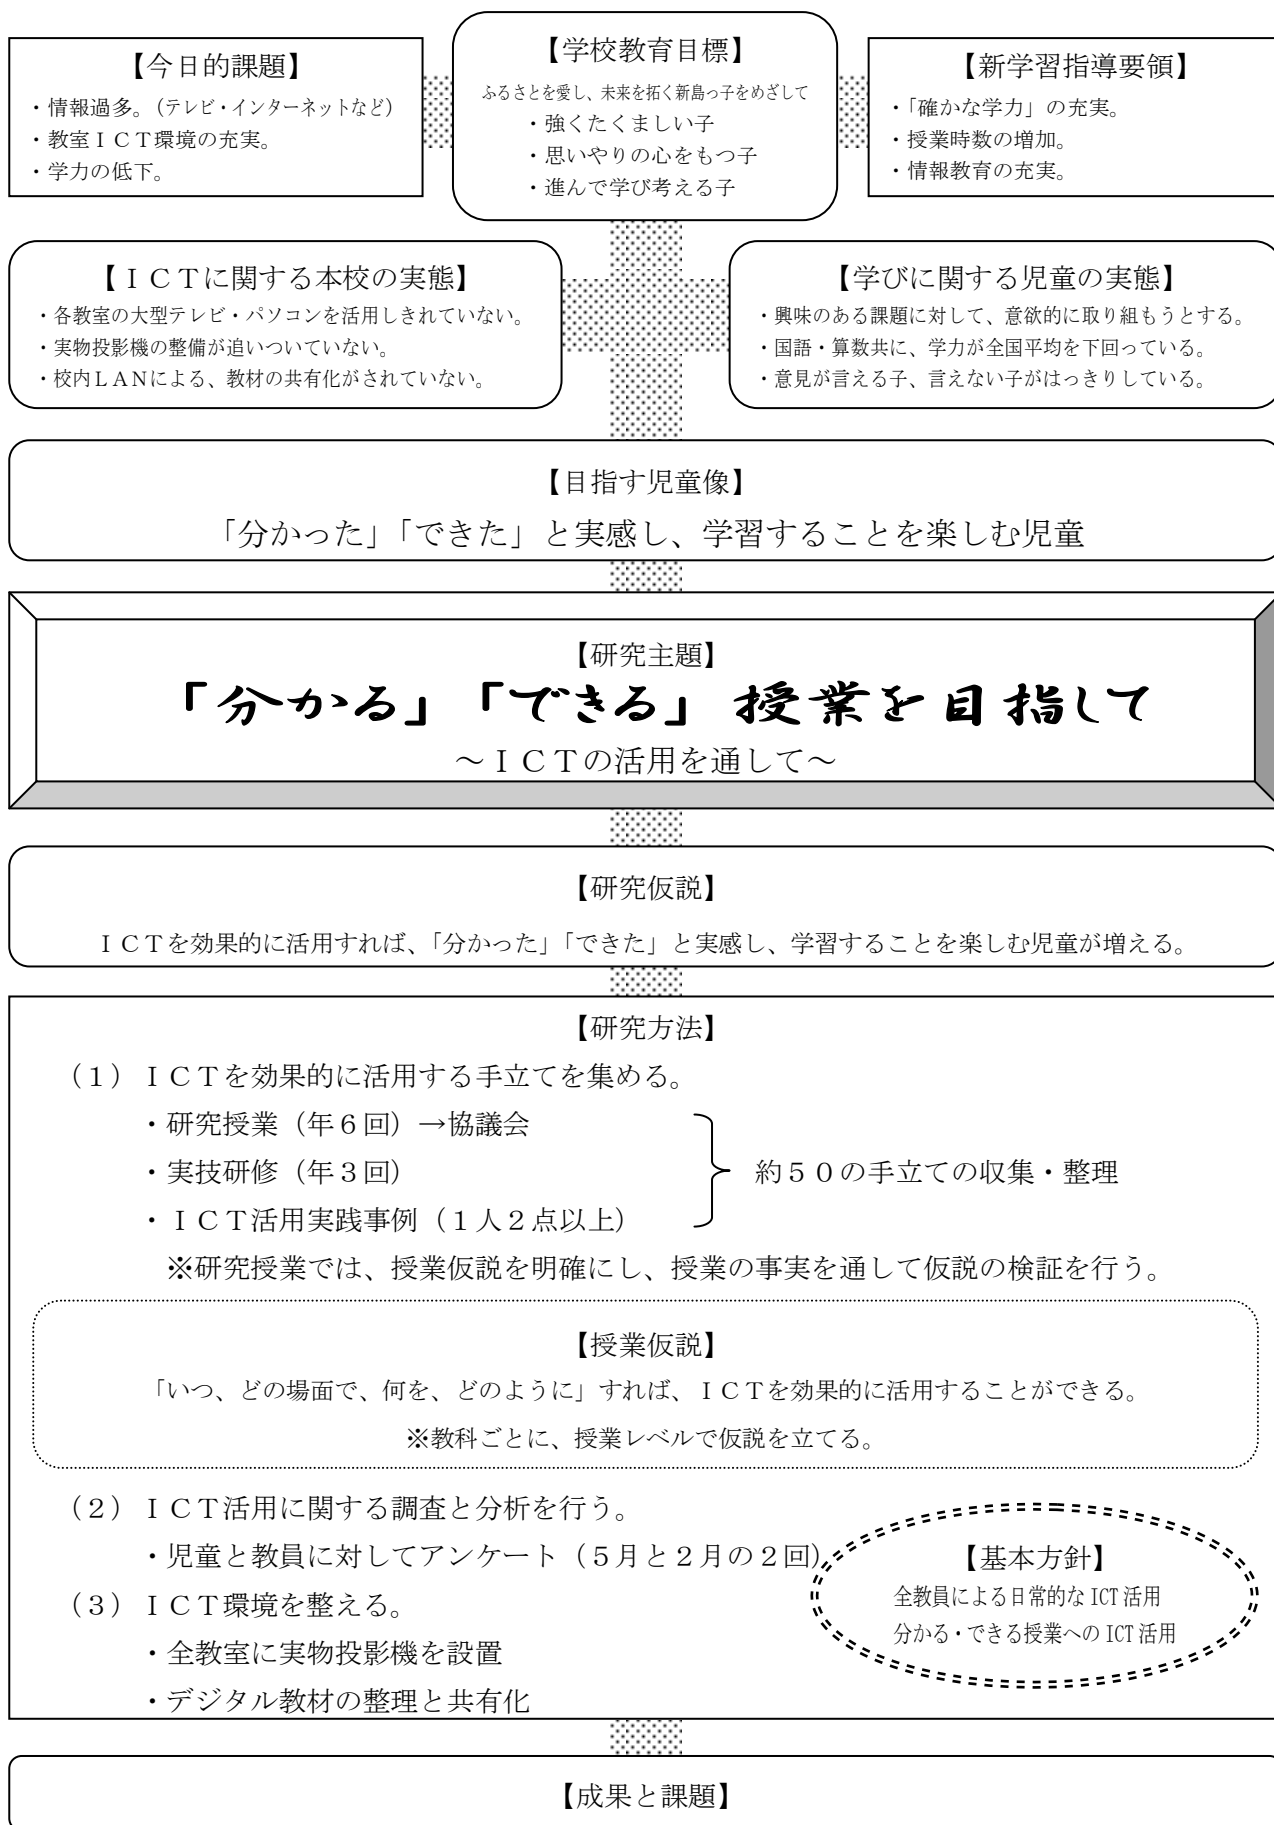 【今日的課題】
・情報過多。（テレビ・インターネットなど）
・教室ＩＣＴ環境の充実。
・学力の低下。
【学校教育目標】
ふるさとを愛し、未来を拓く新島っ子をめざして
・強くたくましい子
・思いやりの心をもつ子
・進んで学び考える子
【新学習指導要領】
・「確かな学力」の充実。
・授業時数の増加。
・情報教育の充実。
【ＩＣＴに関する本校の実態】
・各教室の大型テレビ・パソコンを活用しきれていない。
・実物投影機の整備が追いついていない。
・校内ＬＡＮによる、教材の共有化がされていない。
【学びに関する児童の実態】
・興味のある課題に対して、意欲的に取り組もうとする。
・国語・算数共に、学力が全国平均を下回っている。
・意見が言える子、言えない子がはっきりしている。
【目指す児童像】
「分かった」「できた」と実感し、学習することを楽しむ児童
【研究主題】
「分かる」「できる」授業を目指して
～ＩＣＴの活用を通して～
【研究仮説】
ＩＣＴを効果的に活用すれば、「分かった」「できた」と実感し、学習することを楽しむ児童が増える。
【研究方法】
（１）ＩＣＴを効果的に活用する手立てを集める。
・研究授業（年６回）→協議会
・実技研修（年３回）
・ＩＣＴ活用実践事例（１人２点以上）
約５０の手立ての収集・整理
※研究授業では、授業仮説を明確にし、授業の事実を通して仮説の検証を行う。
【授業仮説】
「いつ、どの場面で、何を、どのように」すれば、ＩＣＴを効果的に活用することができる。
※教科ごとに、授業レベルで仮説を立てる。
（２）ＩＣＴ活用に関する調査と分析を行う。
・児童と教員に対してアンケート（５月と２月の２回）
（３）ＩＣＴ環境を整える。
・全教室に実物投影機を設置
・デジタル教材の整理と共有化
【基本方針】
全教員による日常的な ICT 活用
分かる・できる授業への ICT 活用
【成果と課題】